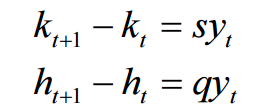 k_{t+1} − k_t = sy_t
h_{t+1} − h_t = qy_t